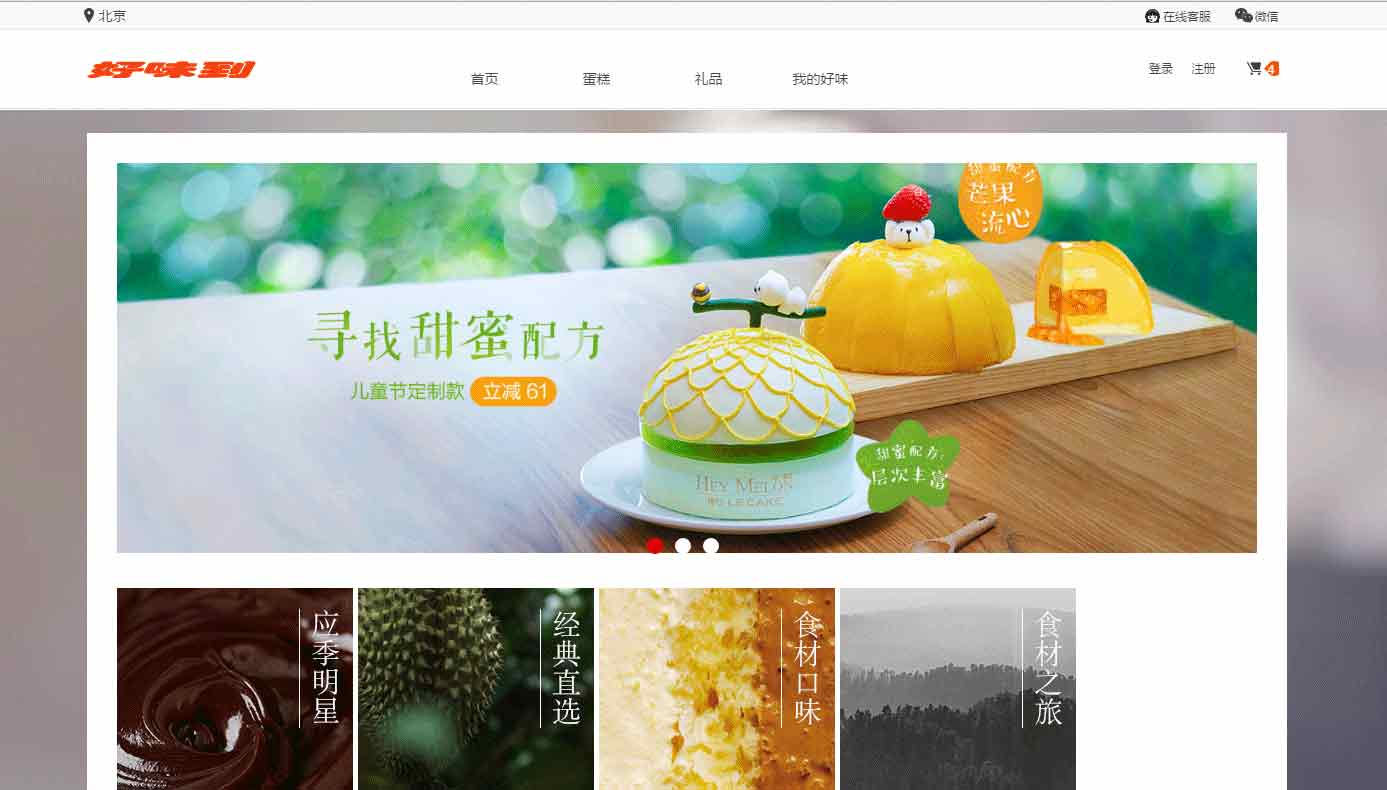 北京
在线客服
微信
好味到
首页
蛋糕
礼品
我的好味
登录
注册
4
甜蜜配方
芒果
流心
寻找甜蜜配方
儿童节定制款 立减 61
甜蜜配方:
层次丰富
HEY MELON
LECAKE
应季明星
经典直选
食材口味
食材之旅